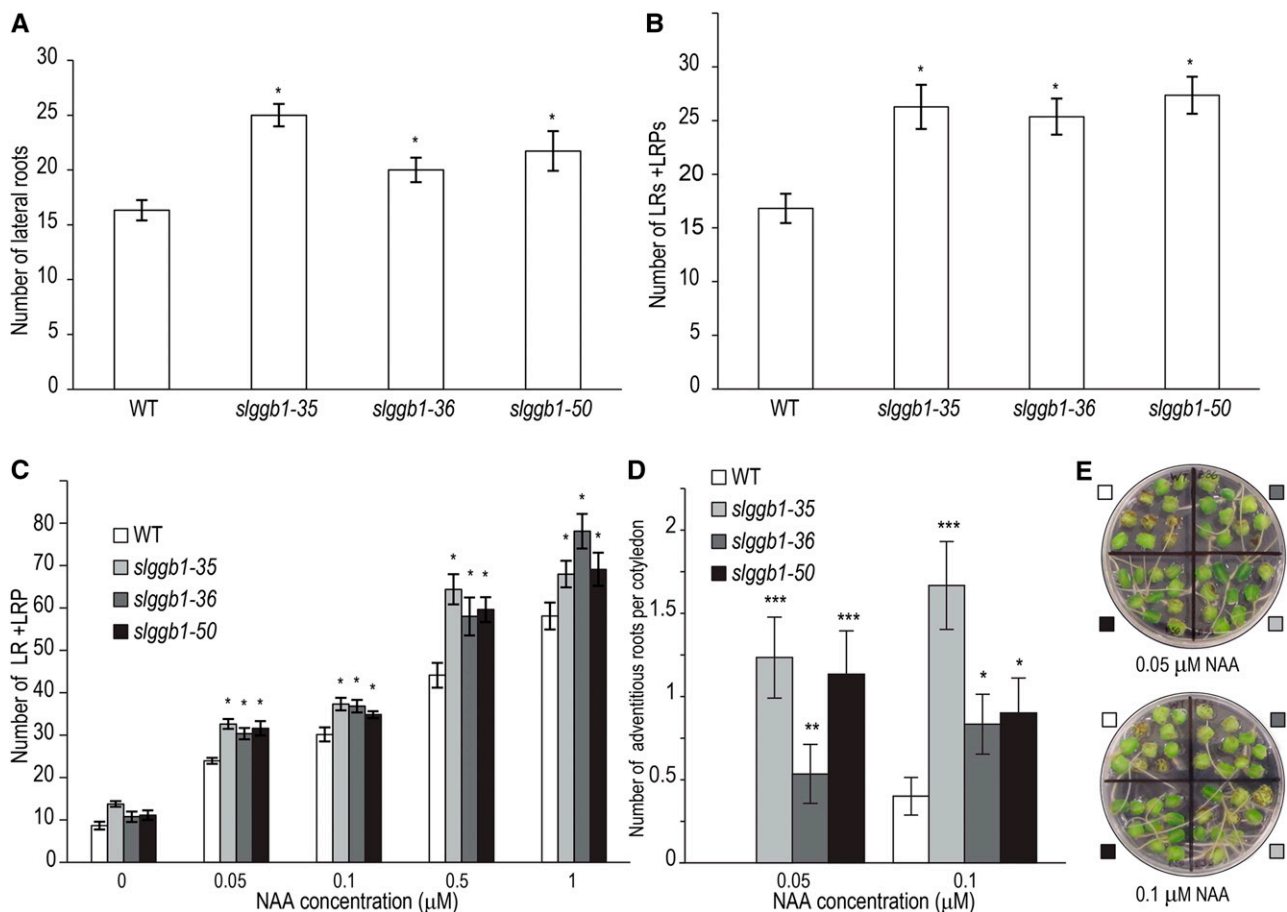 A
Number of lateral roots
30
25
20
15
10
5
0
*
*
*
WT
slggb1-35
slggb1-36
slggb1-50
B
Number of LRs +LRPs
30
25
20
15
10
5
0
*
*
*
WT
slggb1-35
slggb1-36
slggb1-50
C
Number of LR +LRP
80
70
60
50
40
30
20
10
0
WT
slggb1-35
slggb1-36
slggb1-50
* * *
* * *
* * *
* * *
0
0.05
0.1
0.5
1
NAA concentration (µM)
D
Number of adventitious roots per cotyledon
2
1.5
1
0.5
0
WT
slggb1-35
slggb1-36
slggb1-50
***
**
***
***
*
*
0.05
0.1
NAA concentration (µM)
E
WT
0.05 µM NAA
0.1 µM NAA